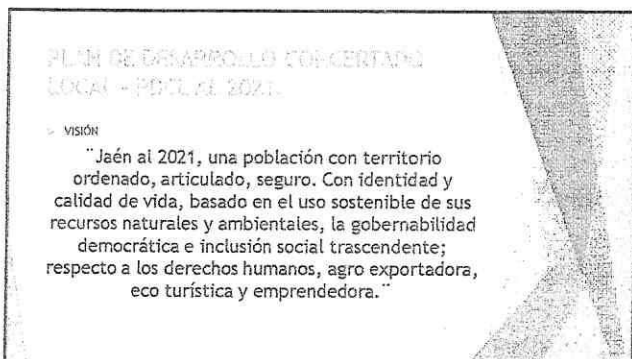 PLAN DE DESARROLLO CONCERTADO
LOCAL - PDCL AL 2021.
VISIÓN
¨Jaén al 2021, una población con territorio
ordenado, articulado, seguro. Con identidad y
calidad de vida, basado en el uso sostenible de sus
recursos naturales y ambientales, la gobernabilidad
democrática e inclusión social trascendente;
respecto a los derechos humanos, agro exportadora,
eco turística y emprendedora.¨